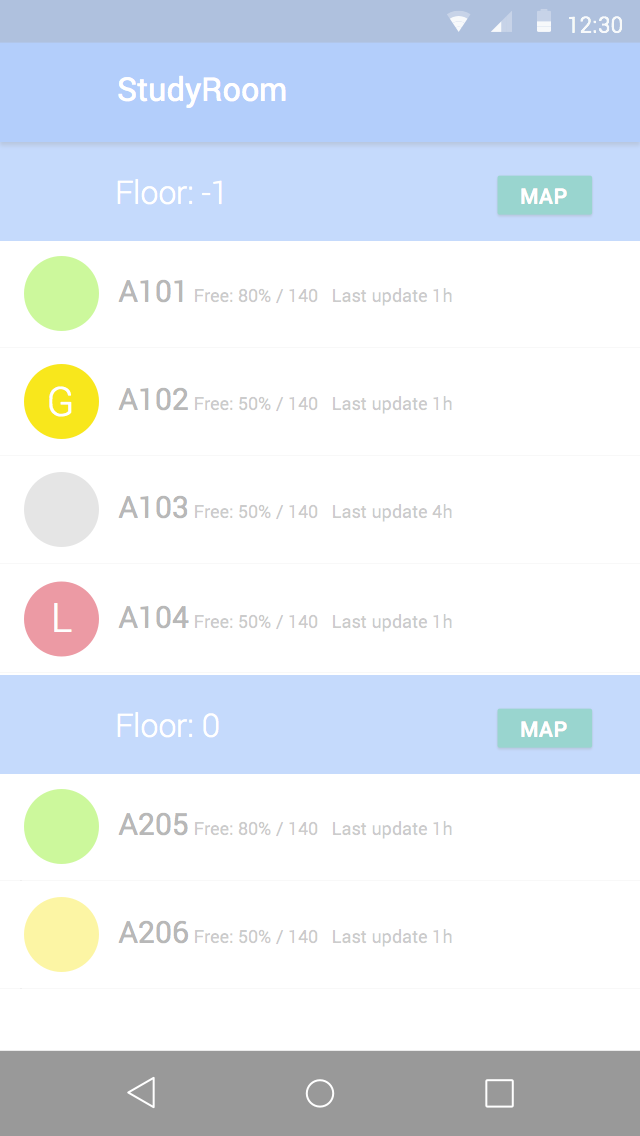 12:30
StudyRoom
Floor: -1 MAP
A101 Free: 80% / 140 Last update 1h
G A102 Free: 50% / 140 Last update 1h
A103 Free: 50% / 140 Last update 4h
L A104 Free: 50% / 140 Last update 1h
Floor: 0 MAP
A205 Free: 80% / 140 Last update 1h
A206 Free: 50% / 140 Last update 1h